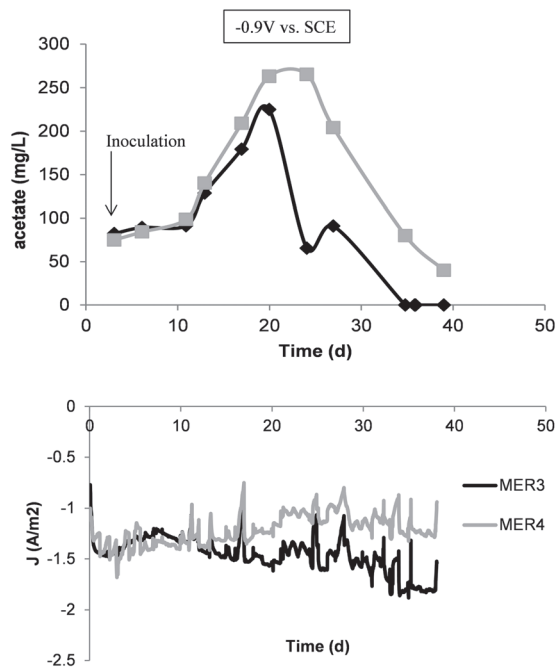 -0.9V vs. SCE
300
250
200
150
100
50
0
acetate (mg/L)
Inoculation
0 10 20 30 40 50
Time (d)
0
-0.5
-1
-1.5
-2
-2.5
J (A/m2)
0 10 20 30 40 50
MER3
MER4
Time (d)